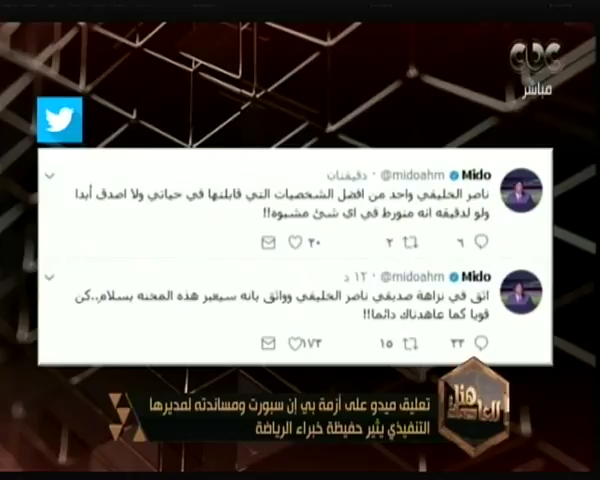 cbc
مباشر
Mido @midoahm · دقيقتان
ناصر الخليفي واحد من افضل الشخصيات التي قابلتها في حياتي ولا اصدق أبدا
ولو لدقيقه انه متورط في اي شئ مشبوه!!
٦ ٢ ٢٠
Mido @midoahm · ١٢ د
اثق في نزاهة صديقي ناصر الخليفي وواثق بانه سيعبر هذه المحنه بسلام..كن
قويا كما عاهدناك دائما!!
٣٣ ١٥ ١٧٣
هنا
العاصمة
تعليق ميدو على أزمة بي إن سبورت ومساندته لمديرها
التنفيذي يثير حفيظة خبراء الرياضة